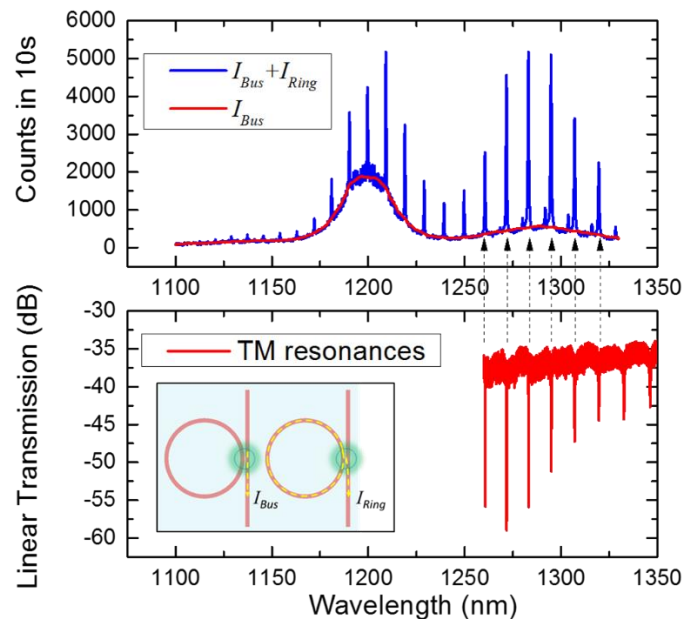 6000
5000
4000
3000
2000
1000
0
Counts in 10s
I_Bus+I_Ring
I_Bus
1100 1150 1200 1250 1300 1350
-30
-35
-40
-45
-50
-55
-60
Linear Transmission (dB)
TM resonances
I_Bus I_Ring
1100 1150 1200 1250 1300 1350
Wavelength (nm)